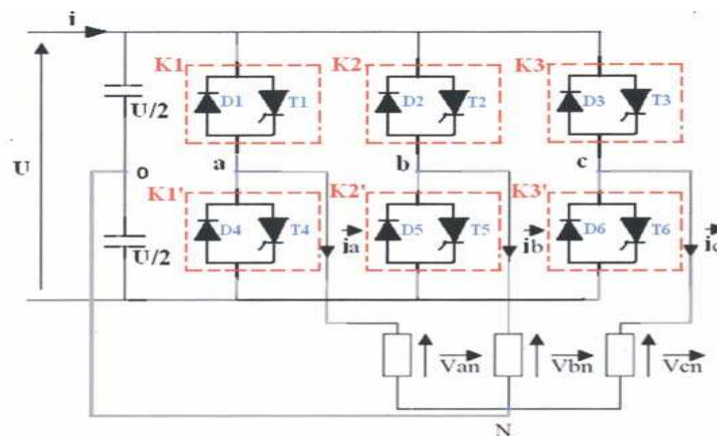 i
K1
K2
K3
D1
T1
D2
T2
D3
T3
U/2
U
o
a
b
c
K1'
K2'
K3'
D4
T4
D5
T5
D6
T6
U/2
ia
ib
ic
Van
Vbn
Vcn
N